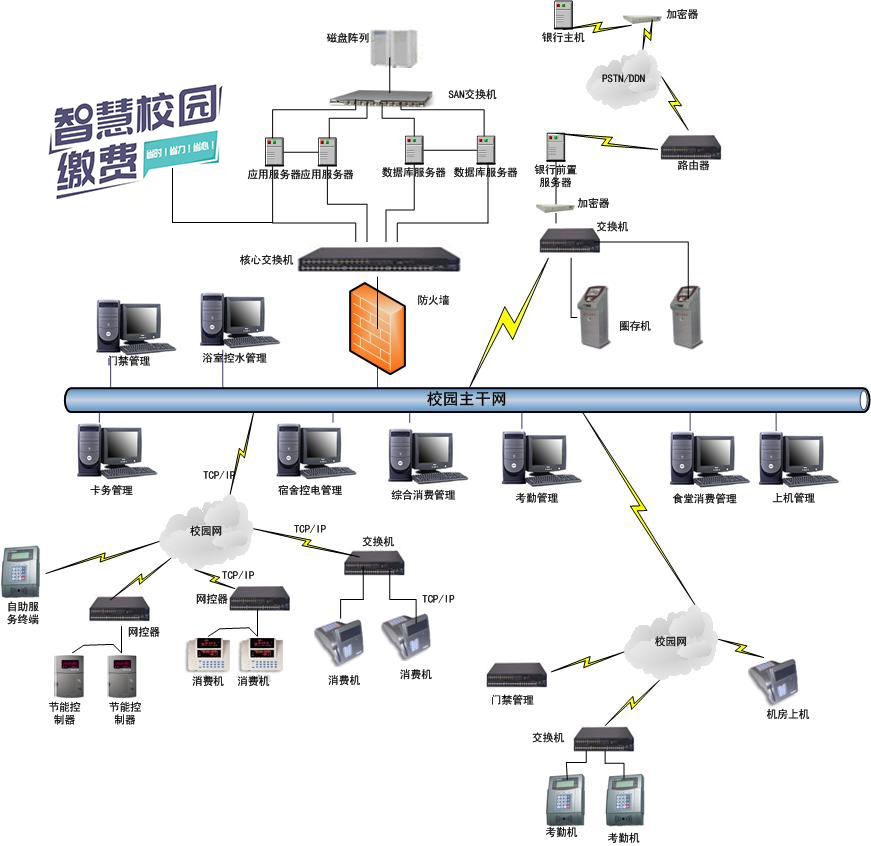 磁盘阵列
银行主机
加密器
PSTN/DDN
SAN交换机
智慧校园
缴费
省时！省力！省心！
应用服务器
应用服务器
数据库服务器
数据库服务器
银行前置
服务器
路由器
加密器
交换机
核心交换机
防火墙
圈存机
门禁管理
浴室控水管理
校园主干网
卡务管理
宿舍控电管理
综合消费管理
考勤管理
食堂消费管理
上机管理
TCP/IP
校园网
TCP/IP
交换机
自助服
务终端
网控器
TCP/IP
网控器
TCP/IP
节能控
制器
节能控
制器
消费机
消费机
消费机
消费机
校园网
门禁管理
机房上机
交换机
考勤机
考勤机